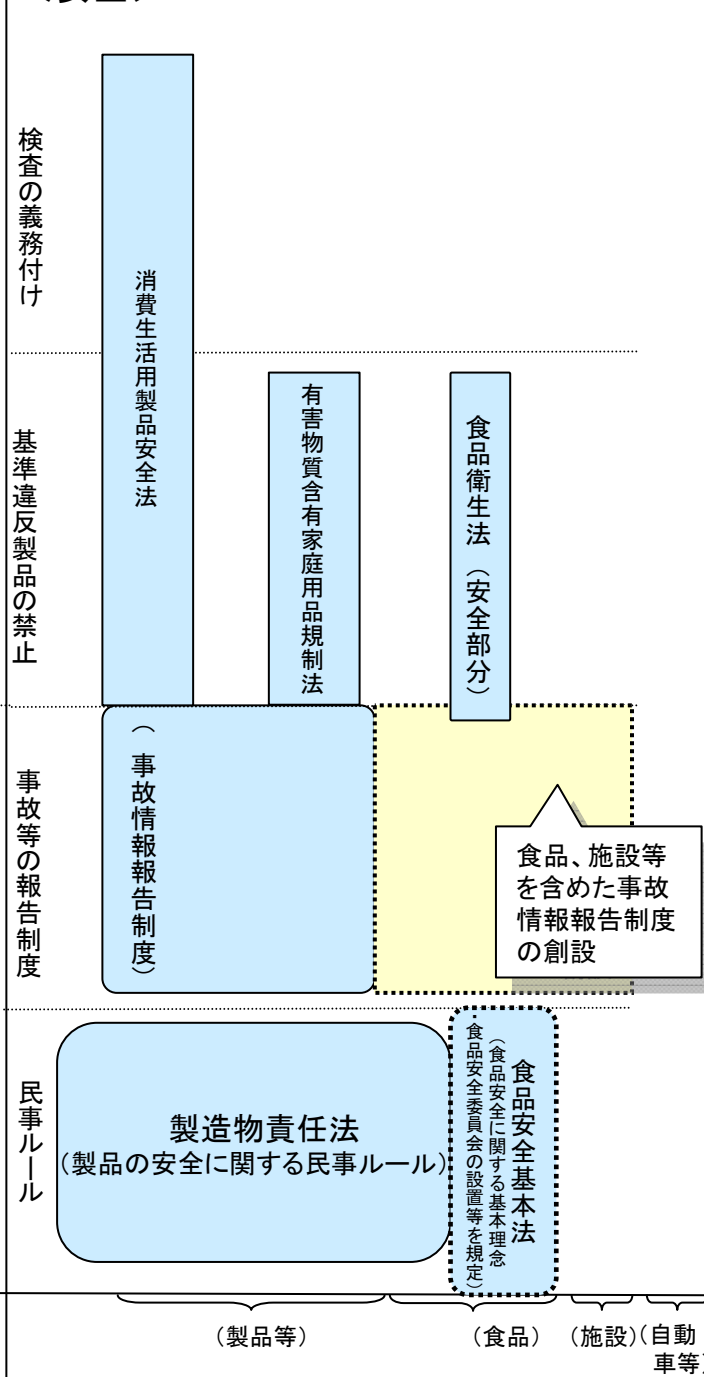 検査の義務付け
消費生活用製品安全法
基準違反製品の禁止
有害物質含有家庭用品規制法
食品衛生法（安全部分）
事故等の報告制度
（事故情報報告制度）
食品、施設等
を含めた事故
情報報告制度
の創設
民事ルール
製造物責任法
（製品の安全に関する民事ルール）
食品安全基本法
（食品安全に関する基本理念
・食品安全委員会の設置等を規定）
（製品等）
（食品）
（施設）
（自動
車等）